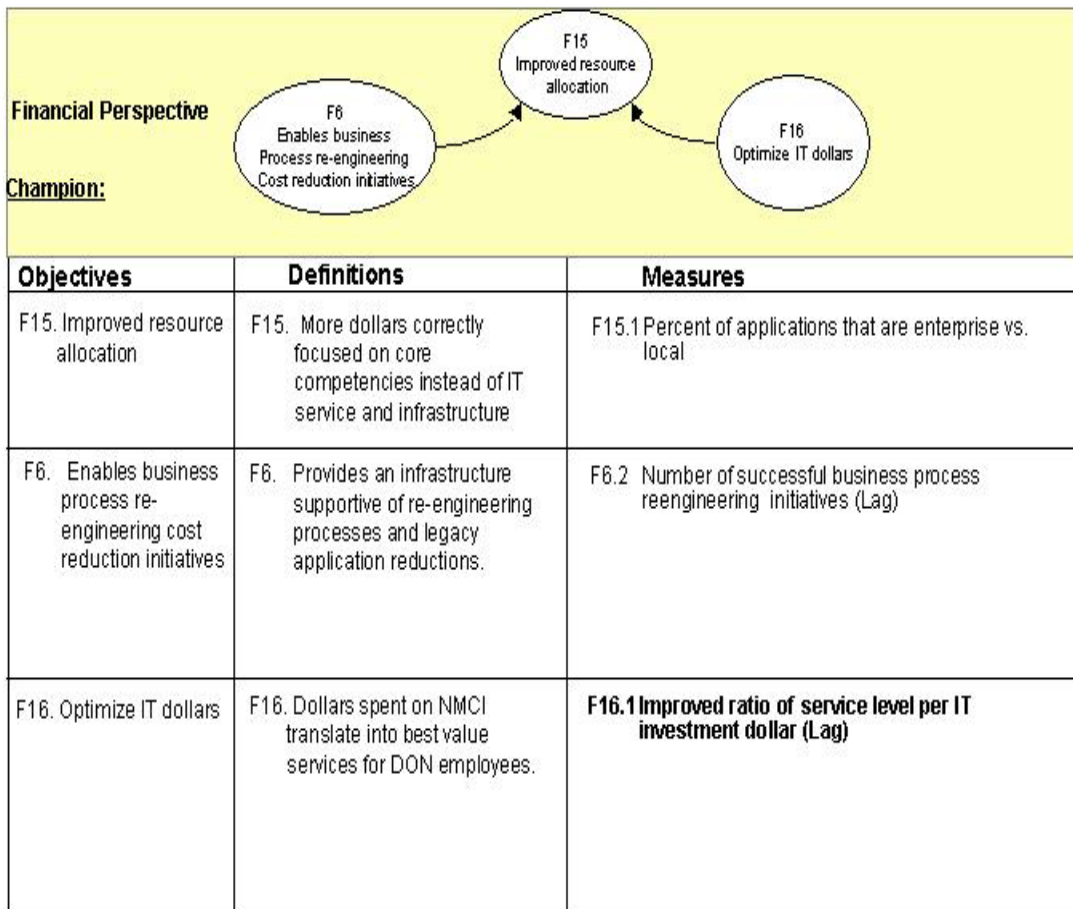 F15
Improved resource
allocation
Financial Perspective
F6
Enables business
Process re-engineering
Cost reduction initiatives
F16
Optimize IT dollars
Champion:
Objectives
Definitions
Measures
F15. Improved resource
allocation
F15. More dollars correctly
focused on core
competencies instead of IT
service and infrastructure
F15.1 Percent of applications that are enterprise vs.
local
F6. Enables business
process re-
engineering cost
reduction initiatives
F6. Provides an infrastructure
supportive of re-engineering
processes and legacy
application reductions.
F6.2 Number of successful business process
reengineering initiatives (Lag)
F16. Optimize IT dollars
F16. Dollars spent on NMCI
translate into best value
services for DON employees.
F16.1 Improved ratio of service level per IT
investment dollar (Lag)